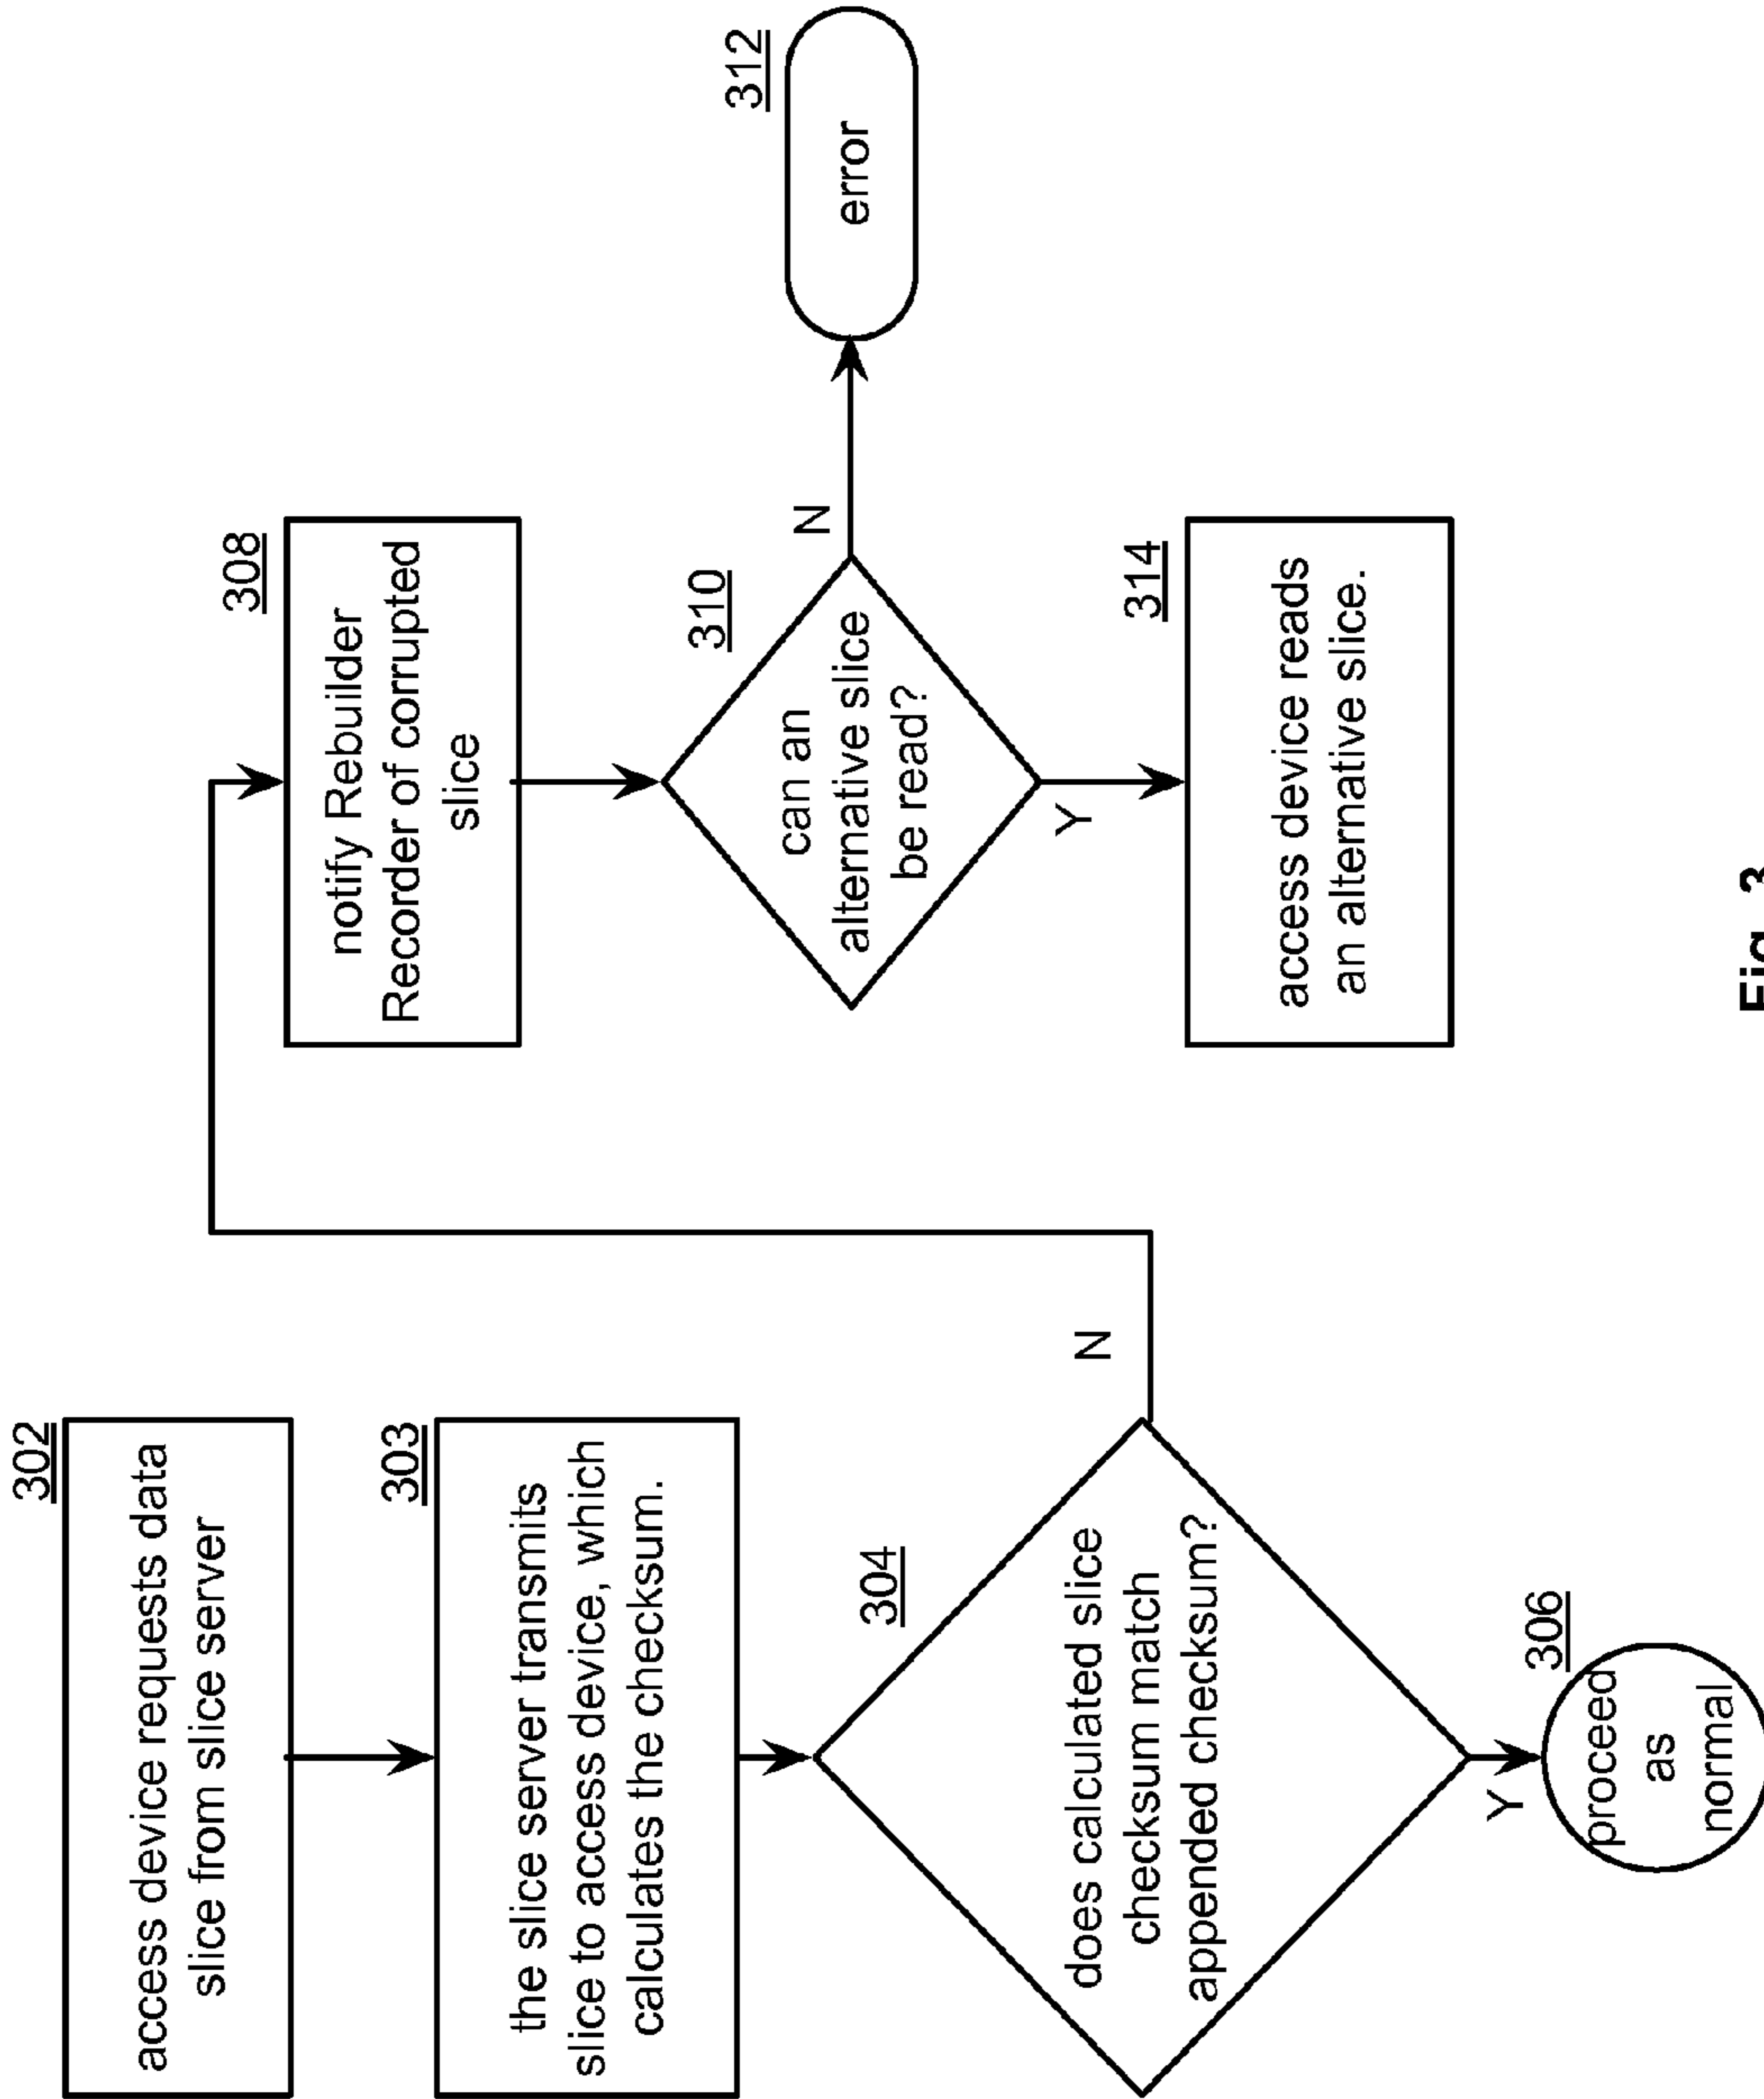 302
access device requests data
slice from slice server
303
the slice server transmits
slice to access device, which
calculates the checksum.
304
does calculated slice
checksum match
appended checksum?
N
Y
306
proceed
as
normal
308
notify Rebuilder
Recorder of corrupted
slice
310
can an
alternative slice
be read?
N
312
error
Y
314
access device reads
an alternative slice.
Fig. 3